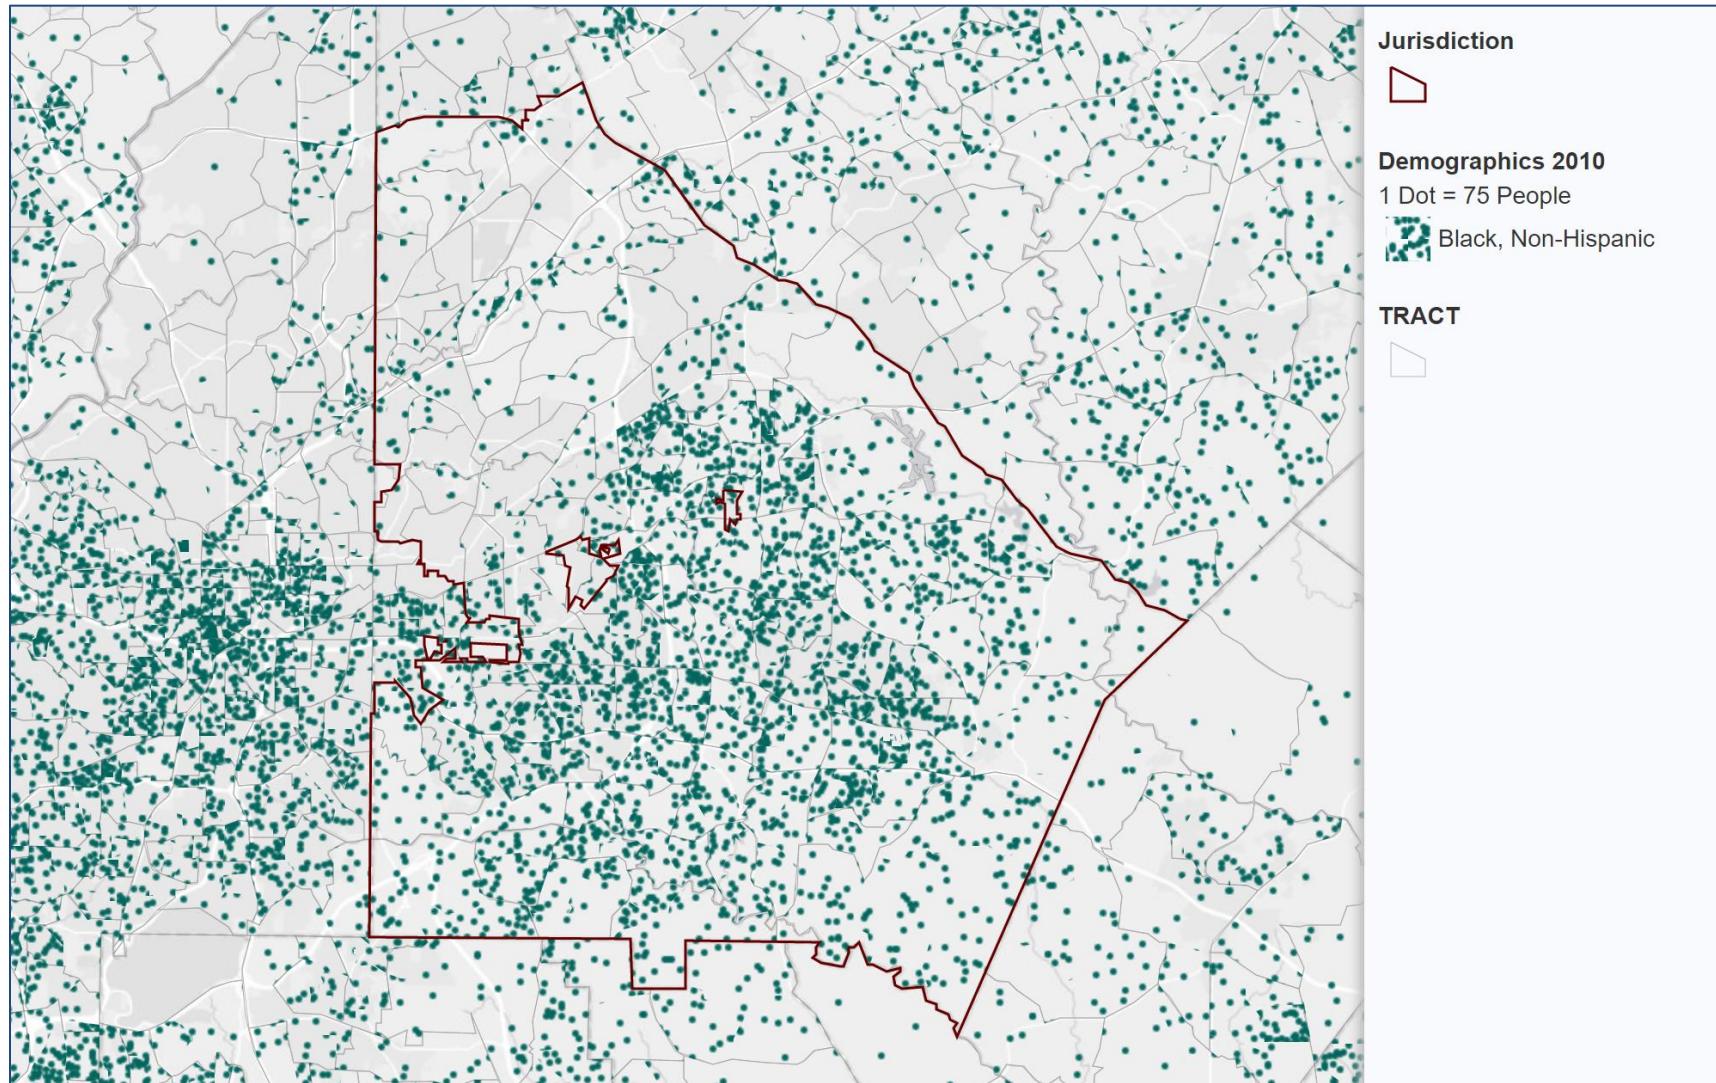 Jurisdiction
Demographics 2010
1 Dot = 75 People
Black, Non-Hispanic
TRACT